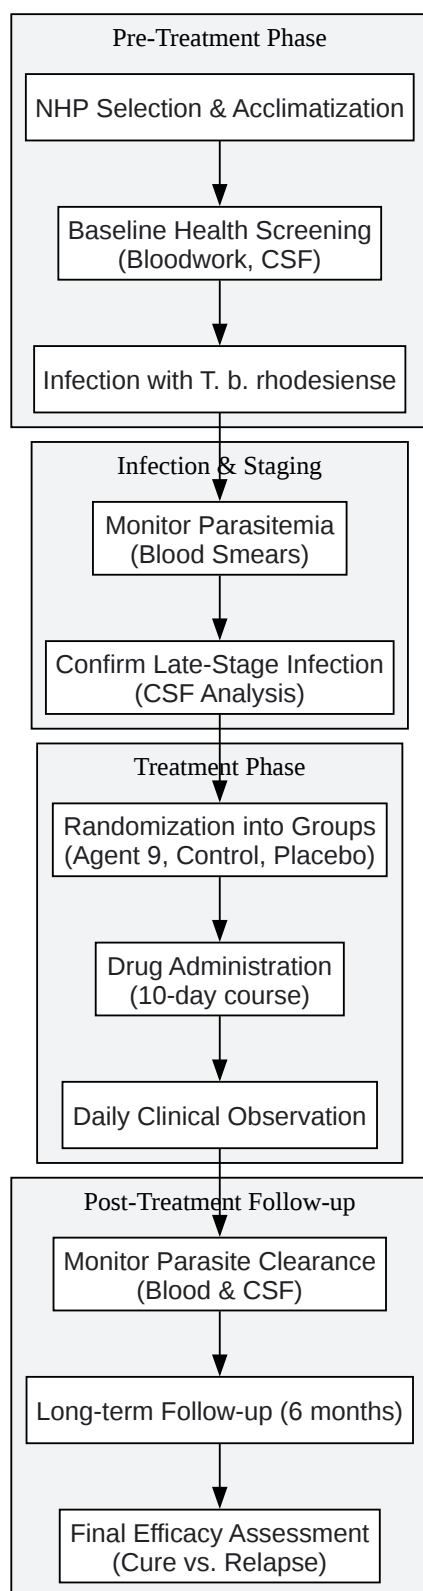 Pre-Treatment Phase
NHP Selection & Acclimatization
Baseline Health Screening
(Bloodwork, CSF)
Infection with T. b. rhodesiense
Infection & Staging
Monitor Parasitemia
(Blood Smears)
Confirm Late-Stage Infection
(CSF Analysis)
Treatment Phase
Randomization into Groups
(Agent 9, Control, Placebo)
Drug Administration
(10-day course)
Daily Clinical Observation
Post-Treatment Follow-up
Monitor Parasite Clearance
(Blood & CSF)
Long-term Follow-up (6 months)
Final Efficacy Assessment
(Cure vs. Relapse)